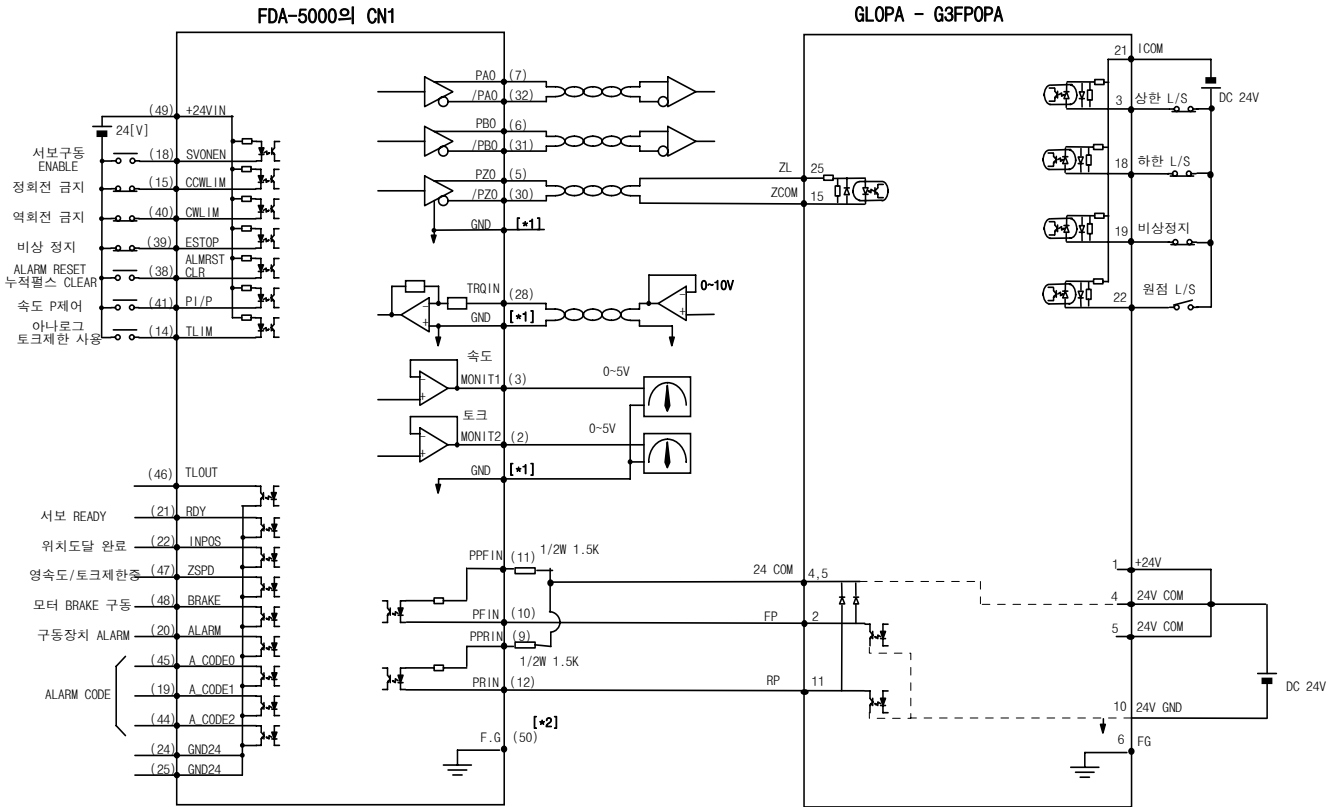 FDA-5000의 CN1
GLOPA - G3FPOPA
(49) +24VIN
24[V]
서보구동
ENABLE
(18) SVONEN
정회전 금지
(15) CCWLIM
역회전 금지
(40) CWLIM
비상 정지
(39) ESTOP
ALARM RESET
누적펄스 CLEAR
(38)
ALMRST
CLR
속도 P제어
(41) PI/P
아나로그
토크제한 사용
(14) TLIM
(46) TLOUT
서보 READY
(21) RDY
위치도달 완료
(22) INPOS
영속도/토크제한중
(47) ZSPD
모터 BRAKE 구동
(48) BRAKE
구동장치 ALARM
(20) ALARM
ALARM CODE
(45) A_CODE0
(19) A_CODE1
(44) A_CODE2
(24) GND24
(25) GND24
PAO (7)
/PAO (32)
PBO (6)
/PBO (31)
PZO (5)
/PZO (30)
GND [*1]
TRQIN (28)
GND [*1]
0~10V
속도
MONIT1 (3)
0~5V
토크
MONIT2 (2)
0~5V
GND [*1]
PPFIN (11)
1/2W 1.5K
PFIN (10)
PPRIN (9)
1/2W 1.5K
PRIN (12)
[*2]
F.G (50)
ZL 25
ZCOM 15
24 COM 4,5
FP 2
RP 11
21 ICOM
DC 24V
3 상한 L/S
18 하한 L/S
19 비상정지
22 원점 L/S
1 +24V
4 24V COM
5 24V COM
DC 24V
10 24V GND
6 FG